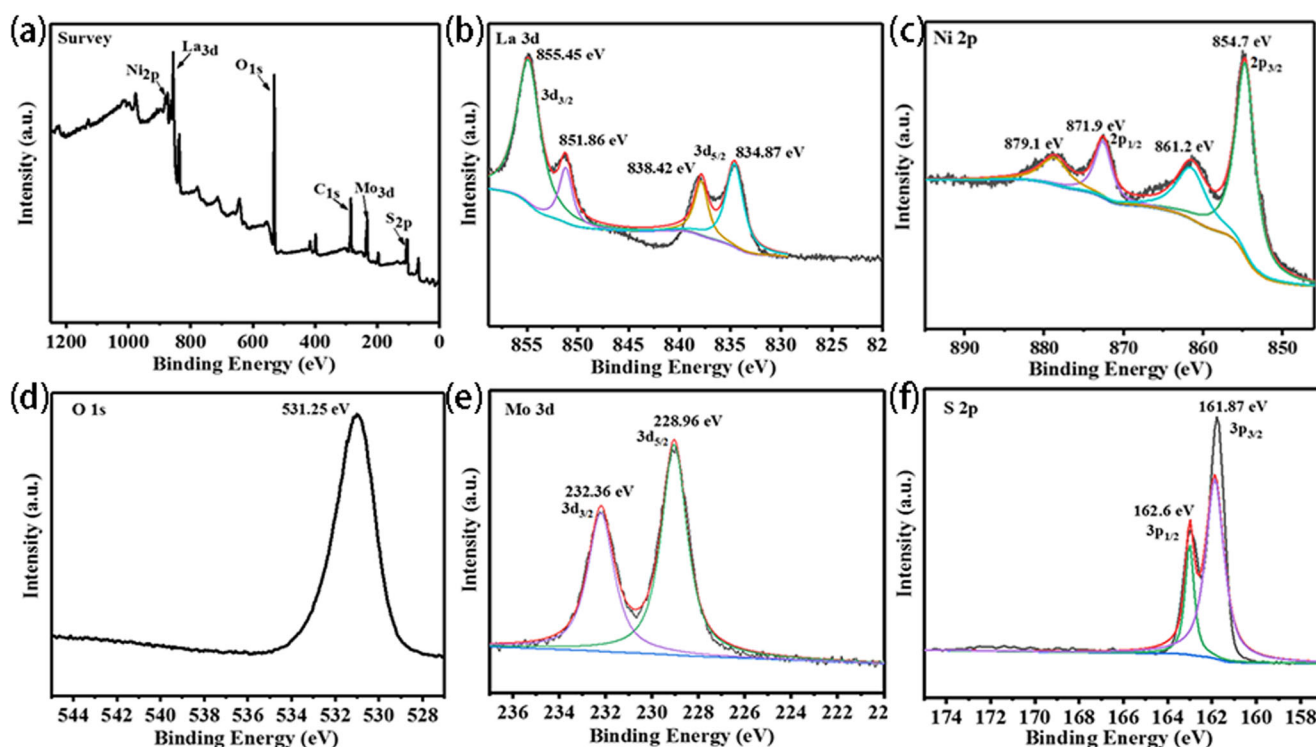 (a)
Survey
Ni2p
La3d
O1s
C1s
Mo3d
S2p
Intensity (a.u.)
1200 1000 800 600 400 200 0
Binding Energy (eV)
(b)
La 3d
855.45 eV
3d3/2
851.86 eV
838.42 eV
3d5/2
834.87 eV
Intensity (a.u.)
855 850 845 840 835 830 825 82
Binding Energy (eV)
(c)
Ni 2p
854.7 eV
2p3/2
879.1 eV
871.9 eV
2p1/2
861.2 eV
Intensity (a.u.)
890 880 870 860 850
Binding Energy (eV)
(d)
O 1s
531.25 eV
Intensity (a.u.)
544 542 540 538 536 534 532 530 528
Binding Energy (eV)
(e)
Mo 3d
228.96 eV
3d5/2
232.36 eV
3d3/2
Intensity (a.u.)
236 234 232 230 228 226 224 222 22
Binding Energy (eV)
(f)
S 2p
161.87 eV
3p3/2
162.6 eV
3p1/2
Intensity (a.u.)
174 172 170 168 166 164 162 160 158
Binding Energy (eV)